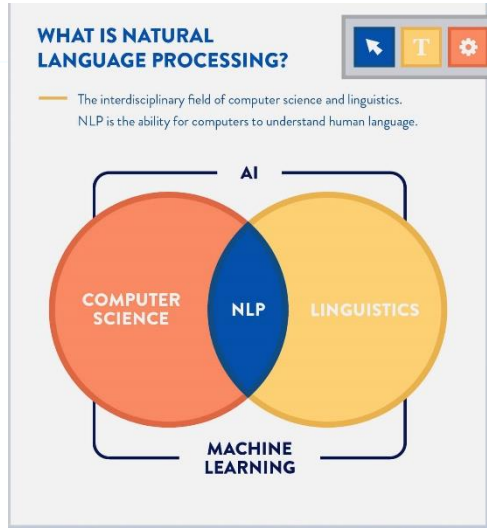 WHAT IS NATURAL
LANGUAGE PROCESSING?
T
The interdisciplinary field of computer science and linguistics.
NLP is the ability for computers to understand human language.
AI
COMPUTER
SCIENCE
NLP
LINGUISTICS
MACHINE
LEARNING